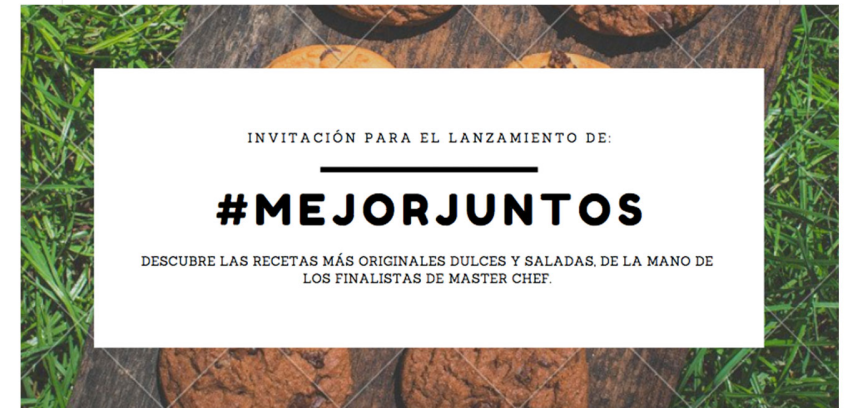 INVITACIÓN PARA EL LANZAMIENTO DE:
#MEJORJUNTOS
DESCUBRE LAS RECETAS MÁS ORIGINALES DULCES Y SALADAS, DE LA MANO DE
LOS FINALISTAS DE MASTER CHEF.